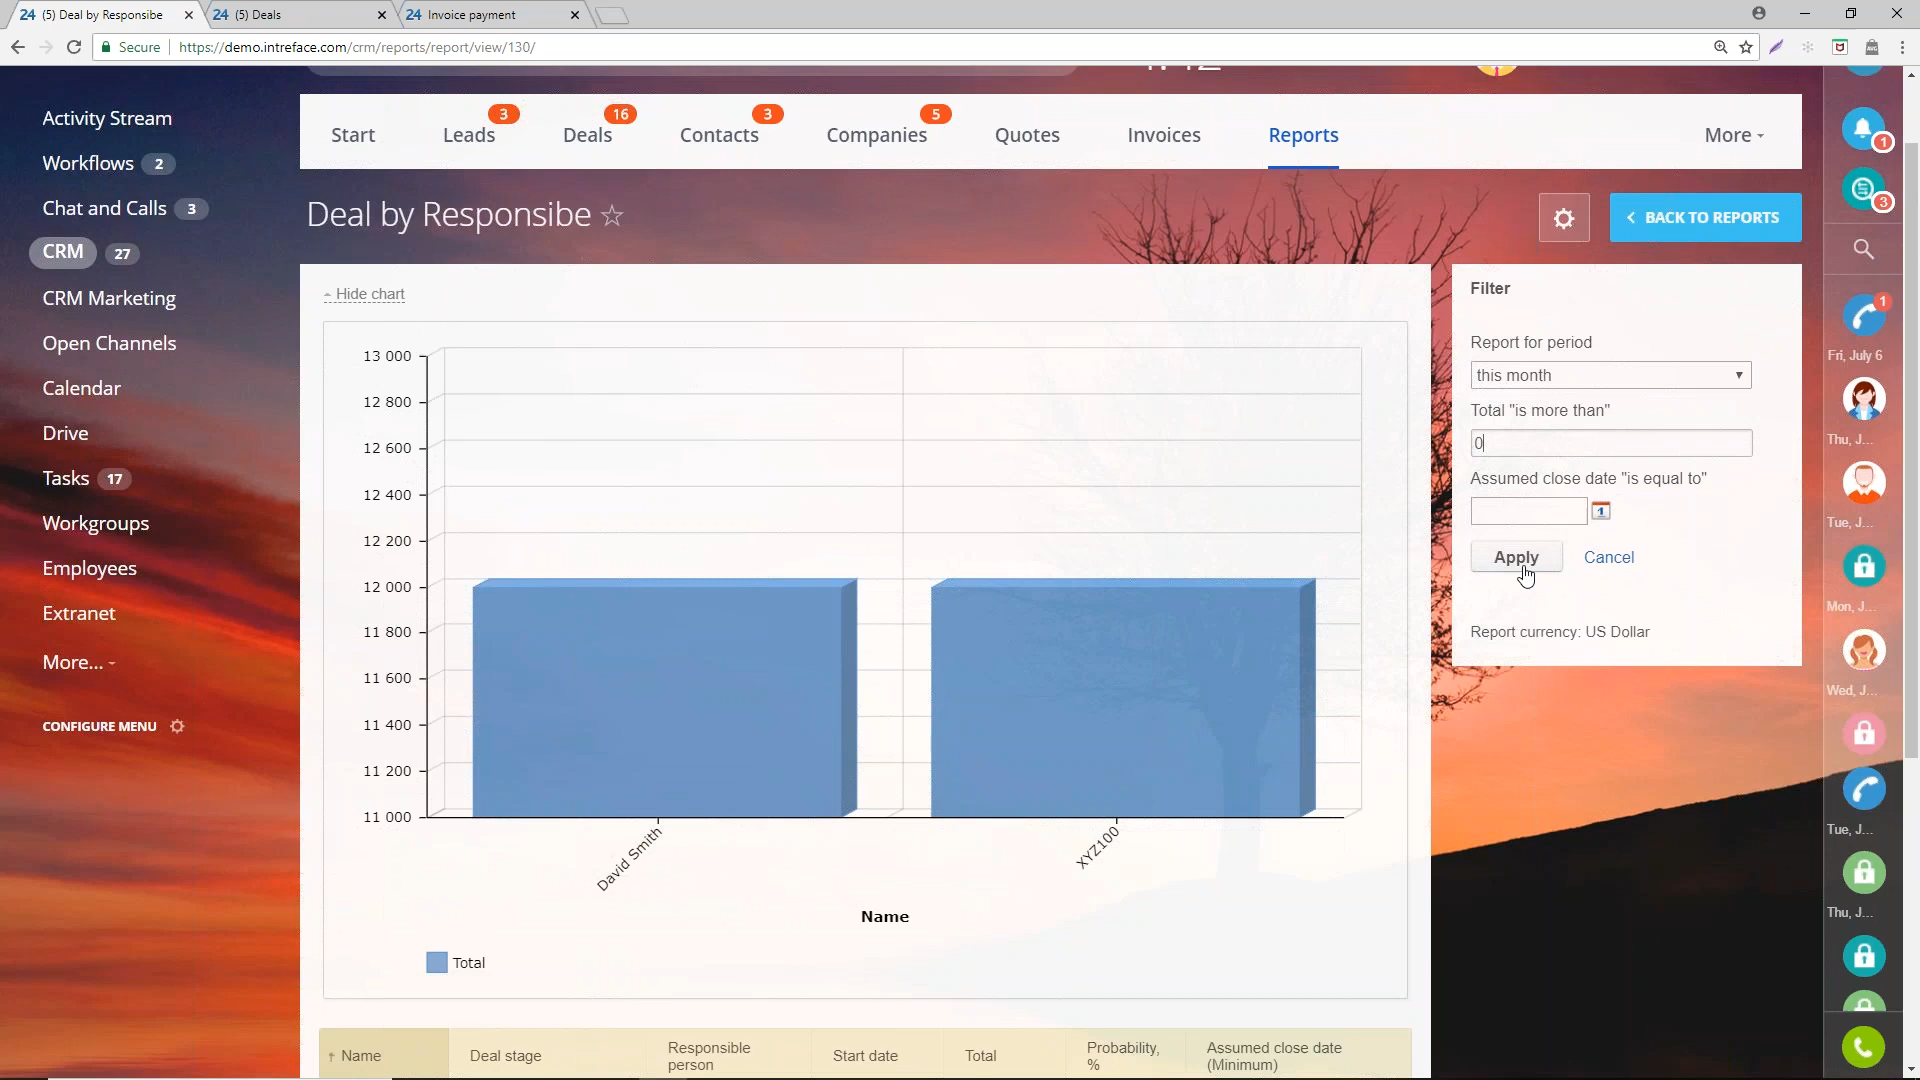 24 (5) Deal by Responsibe
24 (5) Deals
24 Invoice payment
Secure
https://demo.intreface.com/crm/reports/report/view/130/
Activity Stream
Workflows 2
Chat and Calls 3
CRM 27
CRM Marketing
Open Channels
Calendar
Drive
Tasks 17
Workgroups
Employees
Extranet
More...
CONFIGURE MENU
Start
Leads 3
Deals 16
Contacts 3
Companies 5
Quotes
Invoices
Reports
More
Deal by Responsibe
BACK TO REPORTS
Hide chart
13 000
12 800
12 600
12 400
12 200
12 000
11 800
11 600
11 400
11 200
11 000
David Smith
XYZ100
Name
Total
Name
Deal stage
Responsible person
Start date
Total
Probability, %
Assumed close date (Minimum)
Filter
Report for period
this month
Total "is more than"
0
Assumed close date "is equal to"
1
Apply
Cancel
Report currency: US Dollar
1
3
1
Fri, July 6
Thu, J...
Tue, J...
Mon, J...
Wed, J...
Tue, J...
Thu, J...